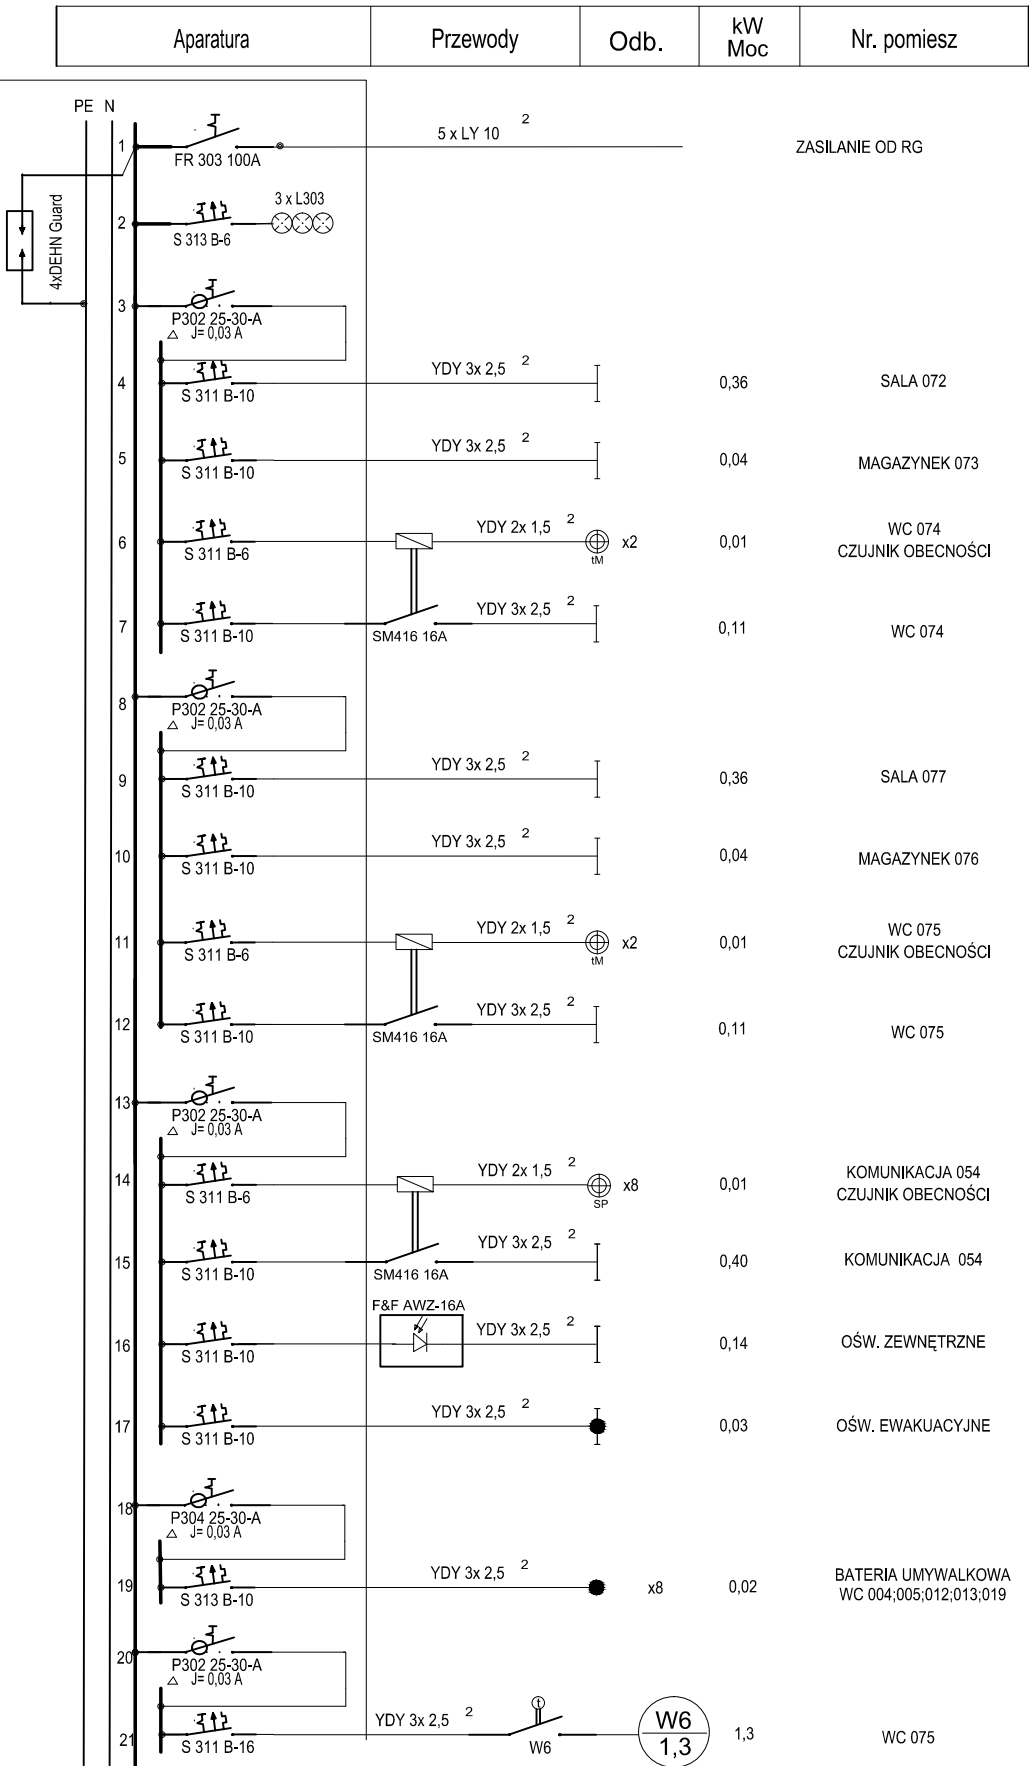 Aparatura Przewody Odb. kW Moc Nr. pomiesz
PE N
1 FR 303 100A 5 x LY 10 2 ZASILANIE OD RG
4xDEHN Guard
2 S 313 B-6 3 x L303
3 P302 25-30-A
△ J= 0,03 A
4 S 311 B-10 YDY 3x 2,5 2 0,36 SALA 072
5 S 311 B-10 YDY 3x 2,5 2 0,04 MAGAZYNEK 073
6 S 311 B-6 YDY 2x 1,5 2 tM x2 0,01 WC 074
CZUJNIK OBECNOŚCI
7 S 311 B-10 SM416 16A YDY 3x 2,5 2 0,11 WC 074
8 P302 25-30-A
△ J= 0,03 A
9 S 311 B-10 YDY 3x 2,5 2 0,36 SALA 077
10 S 311 B-10 YDY 3x 2,5 2 0,04 MAGAZYNEK 076
11 S 311 B-6 YDY 2x 1,5 2 tM x2 0,01 WC 075
CZUJNIK OBECNOŚCI
12 S 311 B-10 SM416 16A YDY 3x 2,5 2 0,11 WC 075
13 P302 25-30-A
△ J= 0,03 A
14 S 311 B-6 YDY 2x 1,5 2 SP x8 0,01 KOMUNIKACJA 054
CZUJNIK OBECNOŚCI
15 S 311 B-10 SM416 16A YDY 3x 2,5 2 0,40 KOMUNIKACJA 054
F&F AWZ-16A
16 S 311 B-10 YDY 3x 2,5 2 0,14 OŚW. ZEWNĘTRZNE
17 S 311 B-10 YDY 3x 2,5 2 0,03 OŚW. EWAKUACYJNE
18 P304 25-30-A
△ J= 0,03 A
19 S 313 B-10 YDY 3x 2,5 2 x8 0,02 BATERIA UMYWALKOWA
WC 004;005;012;013;019
20 P302 25-30-A
△ J= 0,03 A
21 S 311 B-16 YDY 3x 2,5 2 t W6 W6 1,3 1,3 WC 075